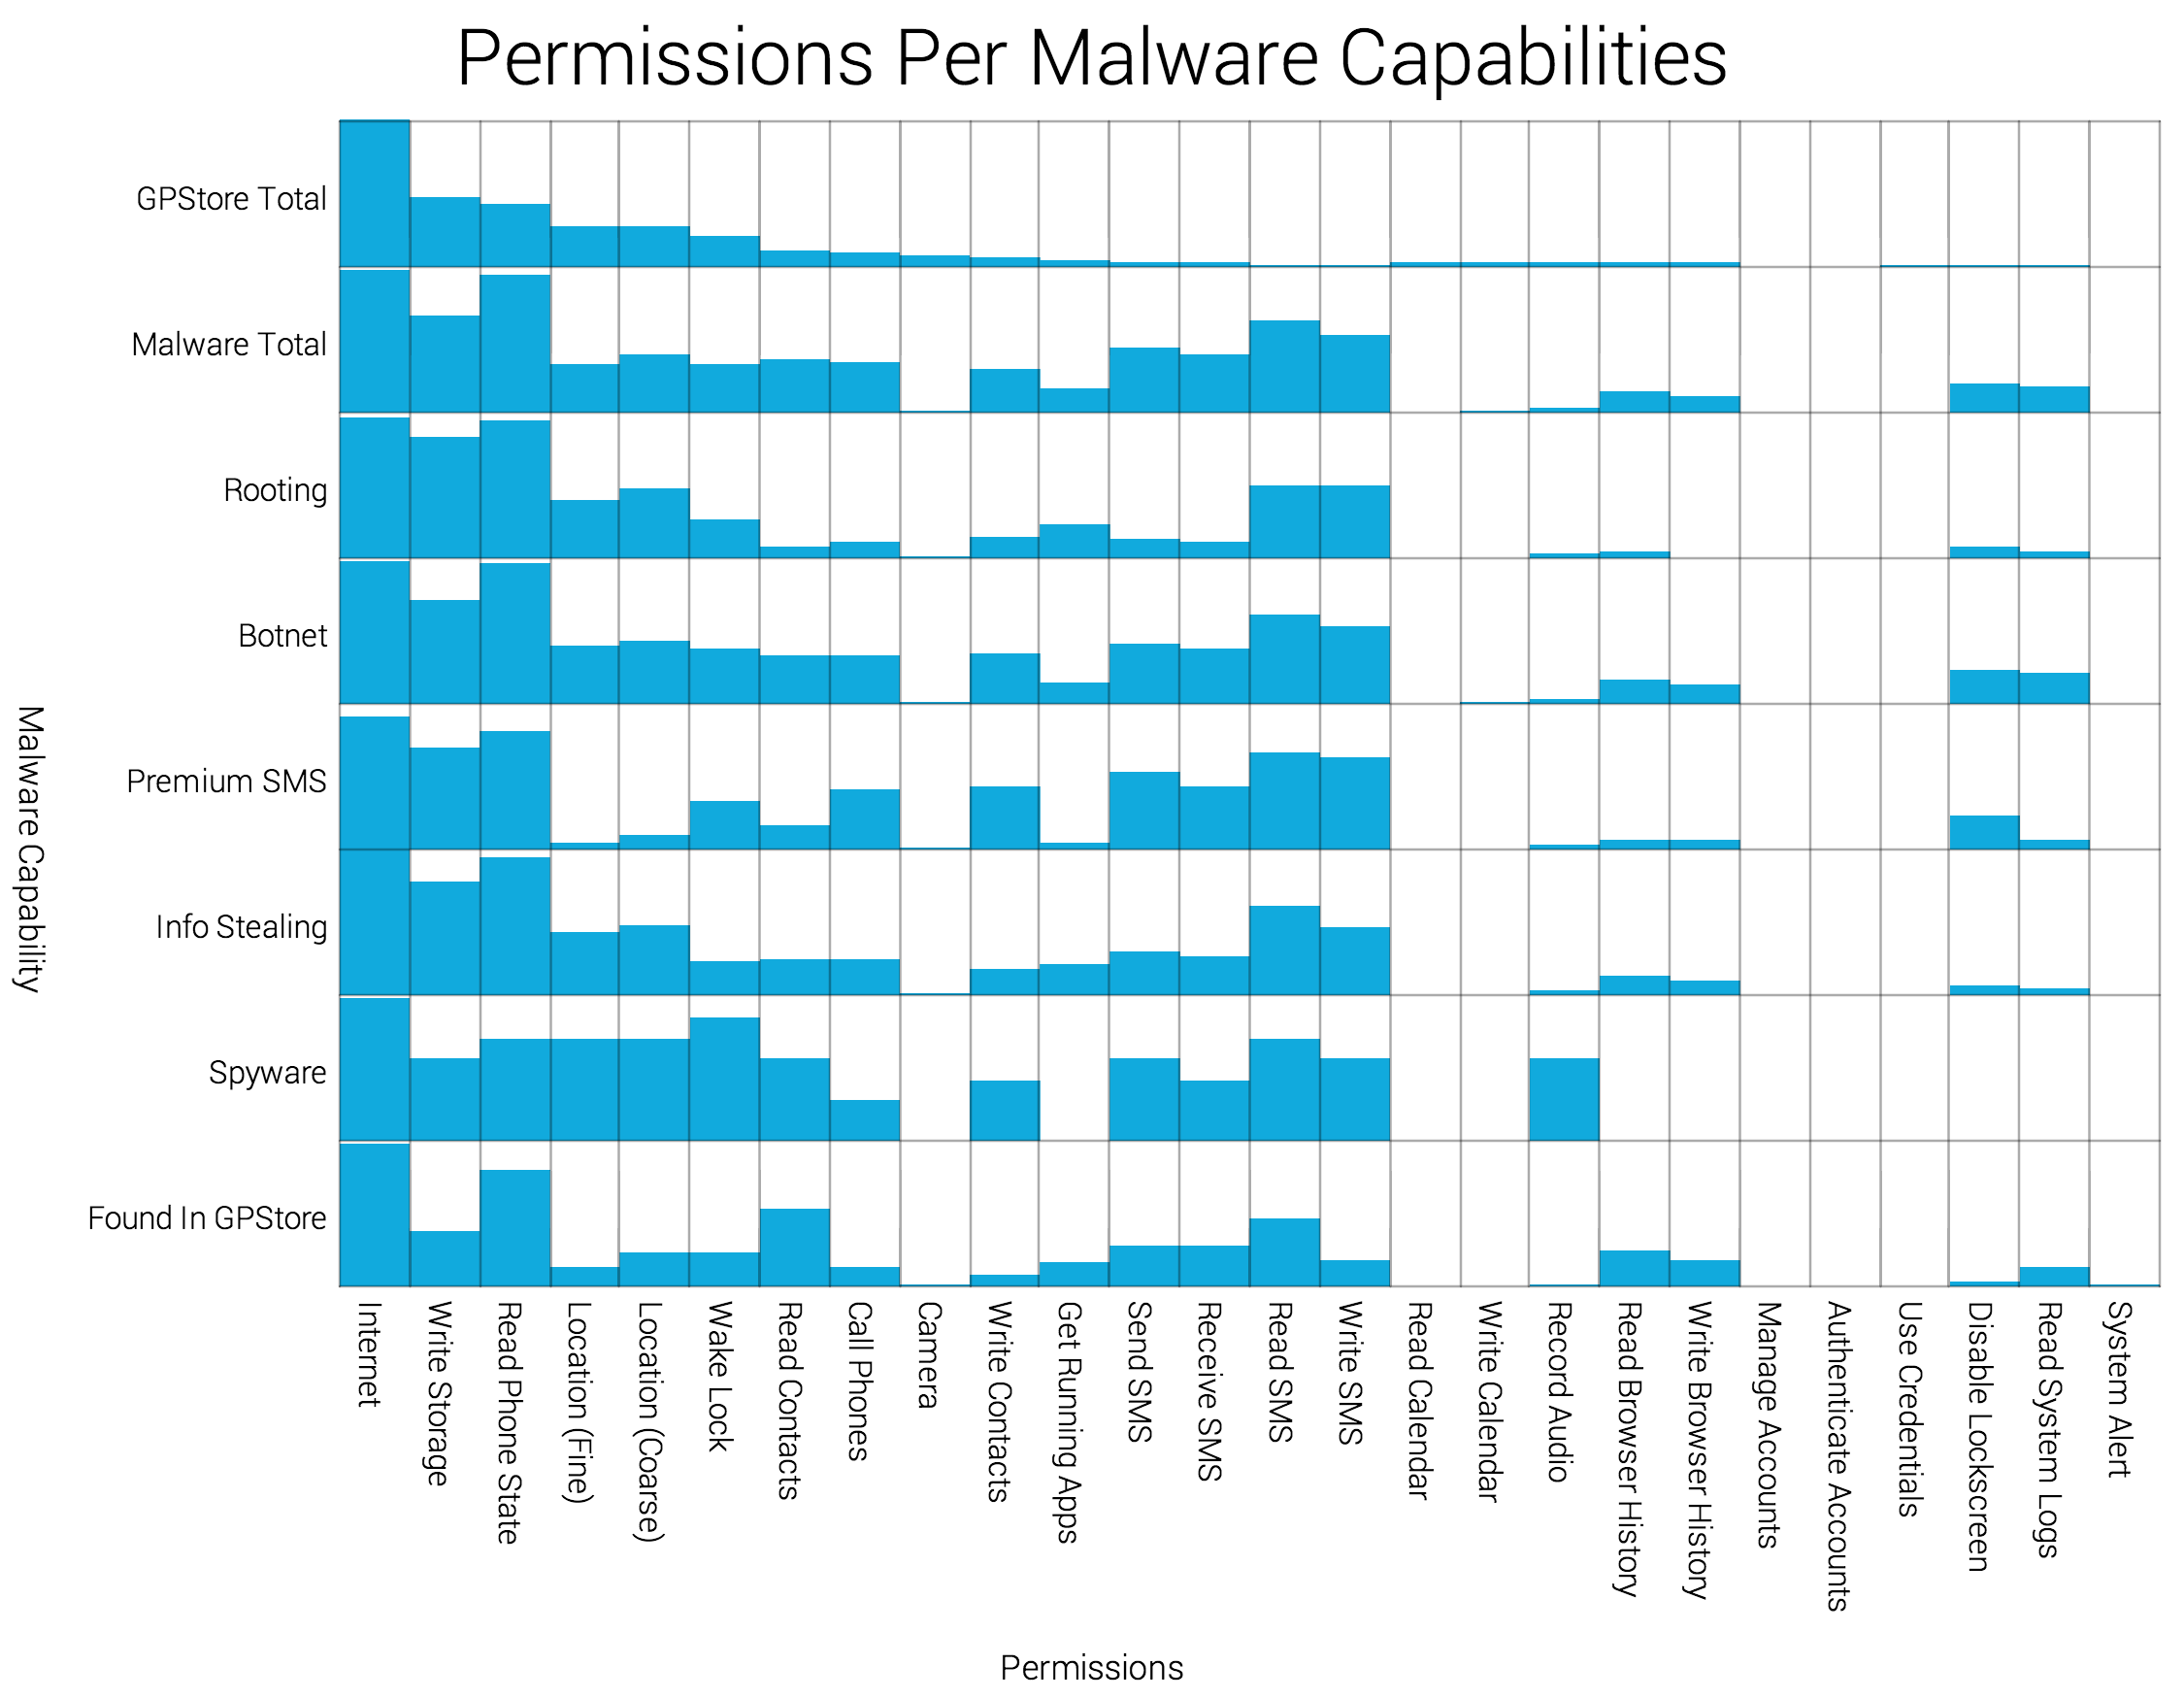 Permissions Per Malware Capabilities
GPStore Total
Malware Total
Rooting
Botnet
Premium SMS
Info Stealing
Spyware
Found In GPStore
Malware Capability
Internet
Write Storage
Read Phone State
Location (Fine)
Location (Coarse)
Wake Lock
Read Contacts
Call Phones
Camera
Write Contacts
Get Running Apps
Send SMS
Receive SMS
Read SMS
Write SMS
Read Calendar
Write Calendar
Record Audio
Read Browser History
Write Browser History
Manage Accounts
Authenticate Accounts
Use Credentials
Disable Lockscreen
Read System Logs
System Alert
Permissions